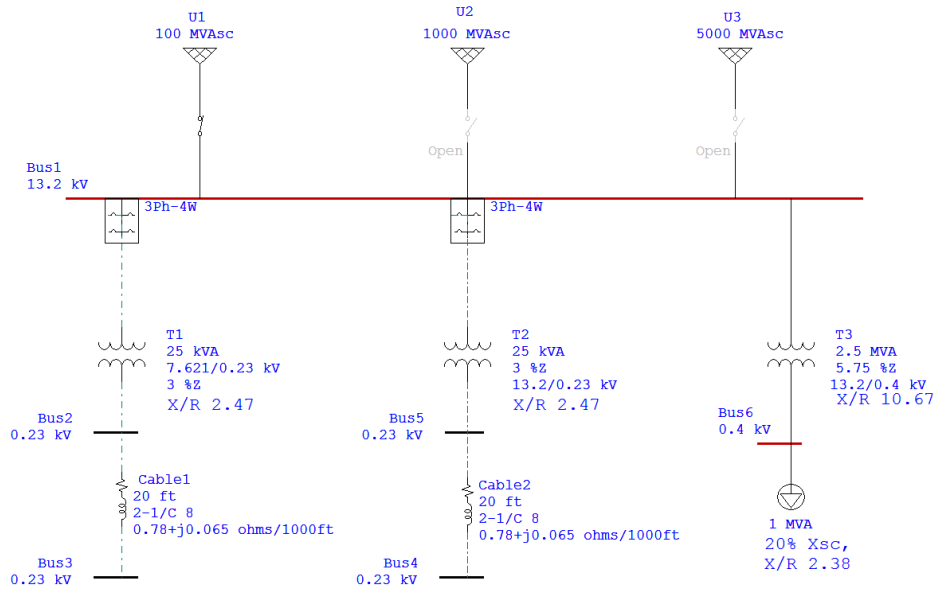 U1
100 MVAsc
U2
1000 MVAsc
U3
5000 MVAsc
Open
Open
Bus1
13.2 kV
3Ph-4W
3Ph-4W
T1
25 kVA
7.621/0.23 kV
3 %Z
X/R 2.47
T2
25 kVA
3 %Z
13.2/0.23 kV
X/R 2.47
T3
2.5 MVA
5.75 %Z
13.2/0.4 kV
X/R 10.67
Bus2
0.23 kV
Bus5
0.23 kV
Bus6
0.4 kV
Cable1
20 ft
2-1/C 8
0.78+j0.065 ohms/1000ft
Cable2
20 ft
2-1/C 8
0.78+j0.065 ohms/1000ft
1 MVA
20% Xsc,
X/R 2.38
Bus3
0.23 kV
Bus4
0.23 kV